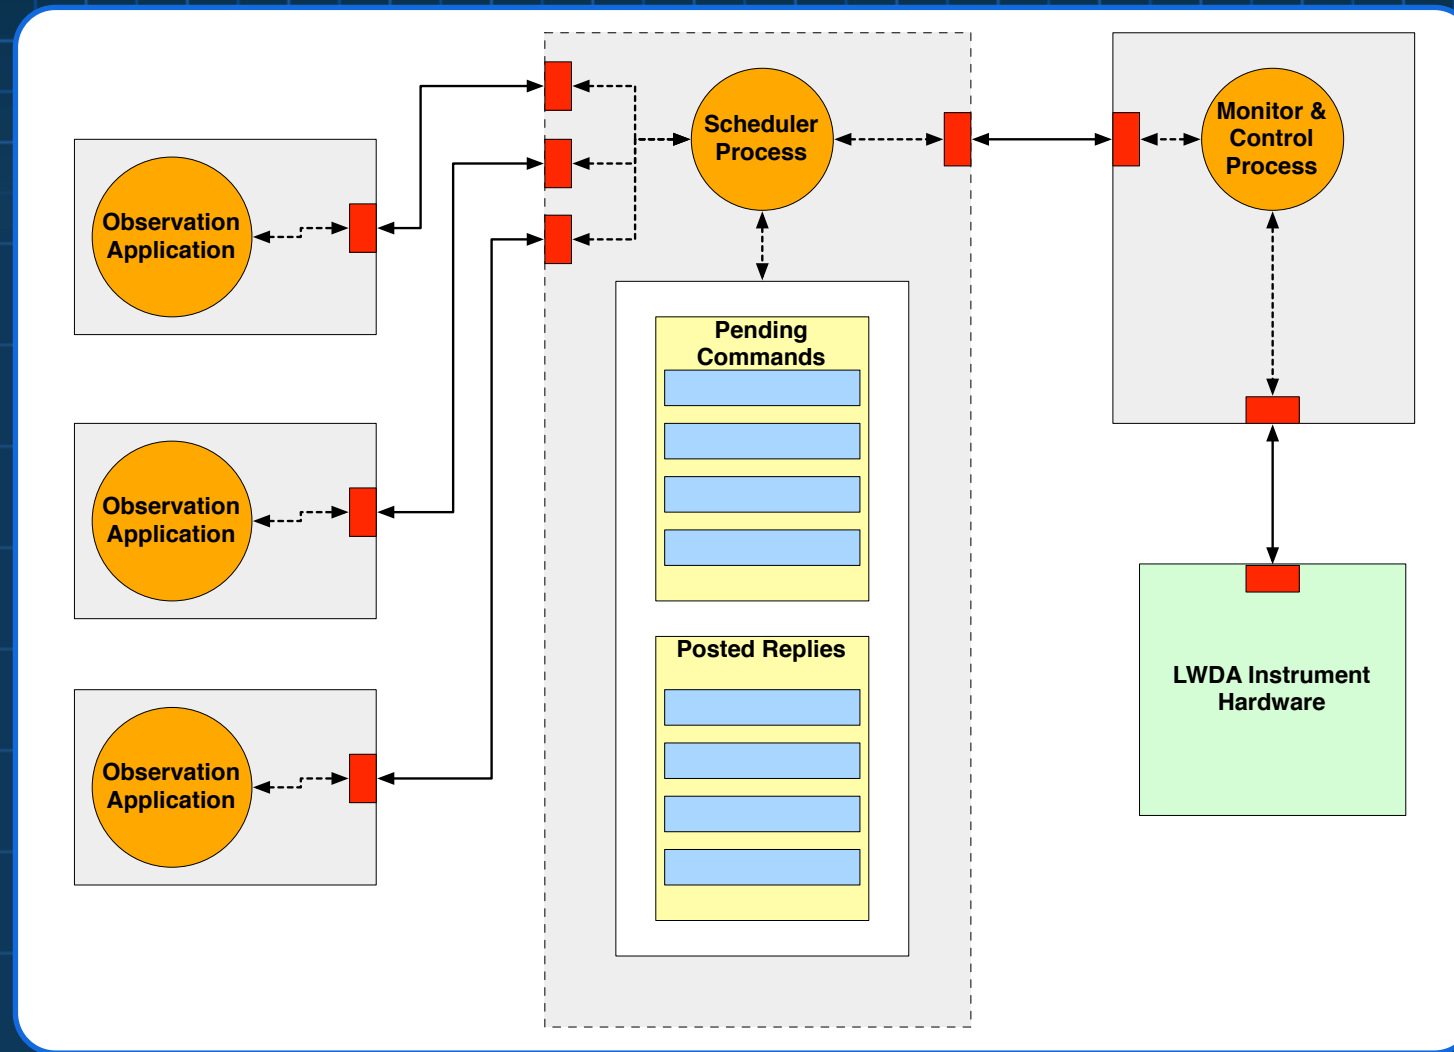 Observation
Application
Observation
Application
Observation
Application
Scheduler
Process
Pending
Commands
Posted Replies
Monitor &
Control
Process
LWDA Instrument
Hardware